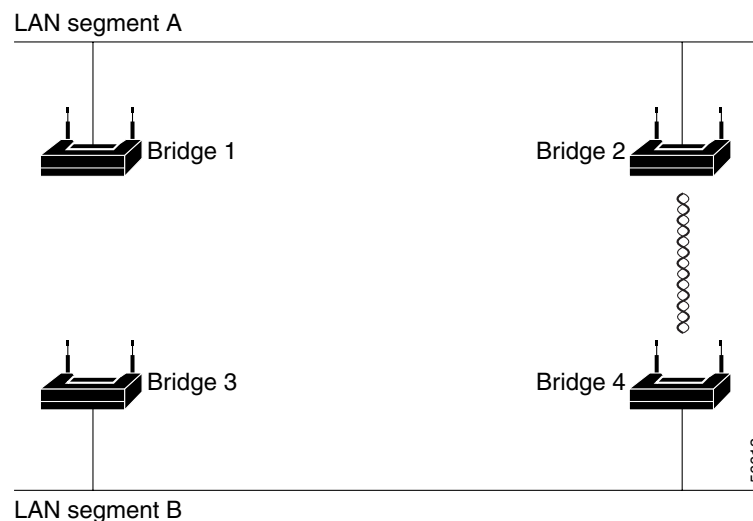 LAN segment A
Bridge 1
Bridge 2
Bridge 3
Bridge 4
LAN segment B